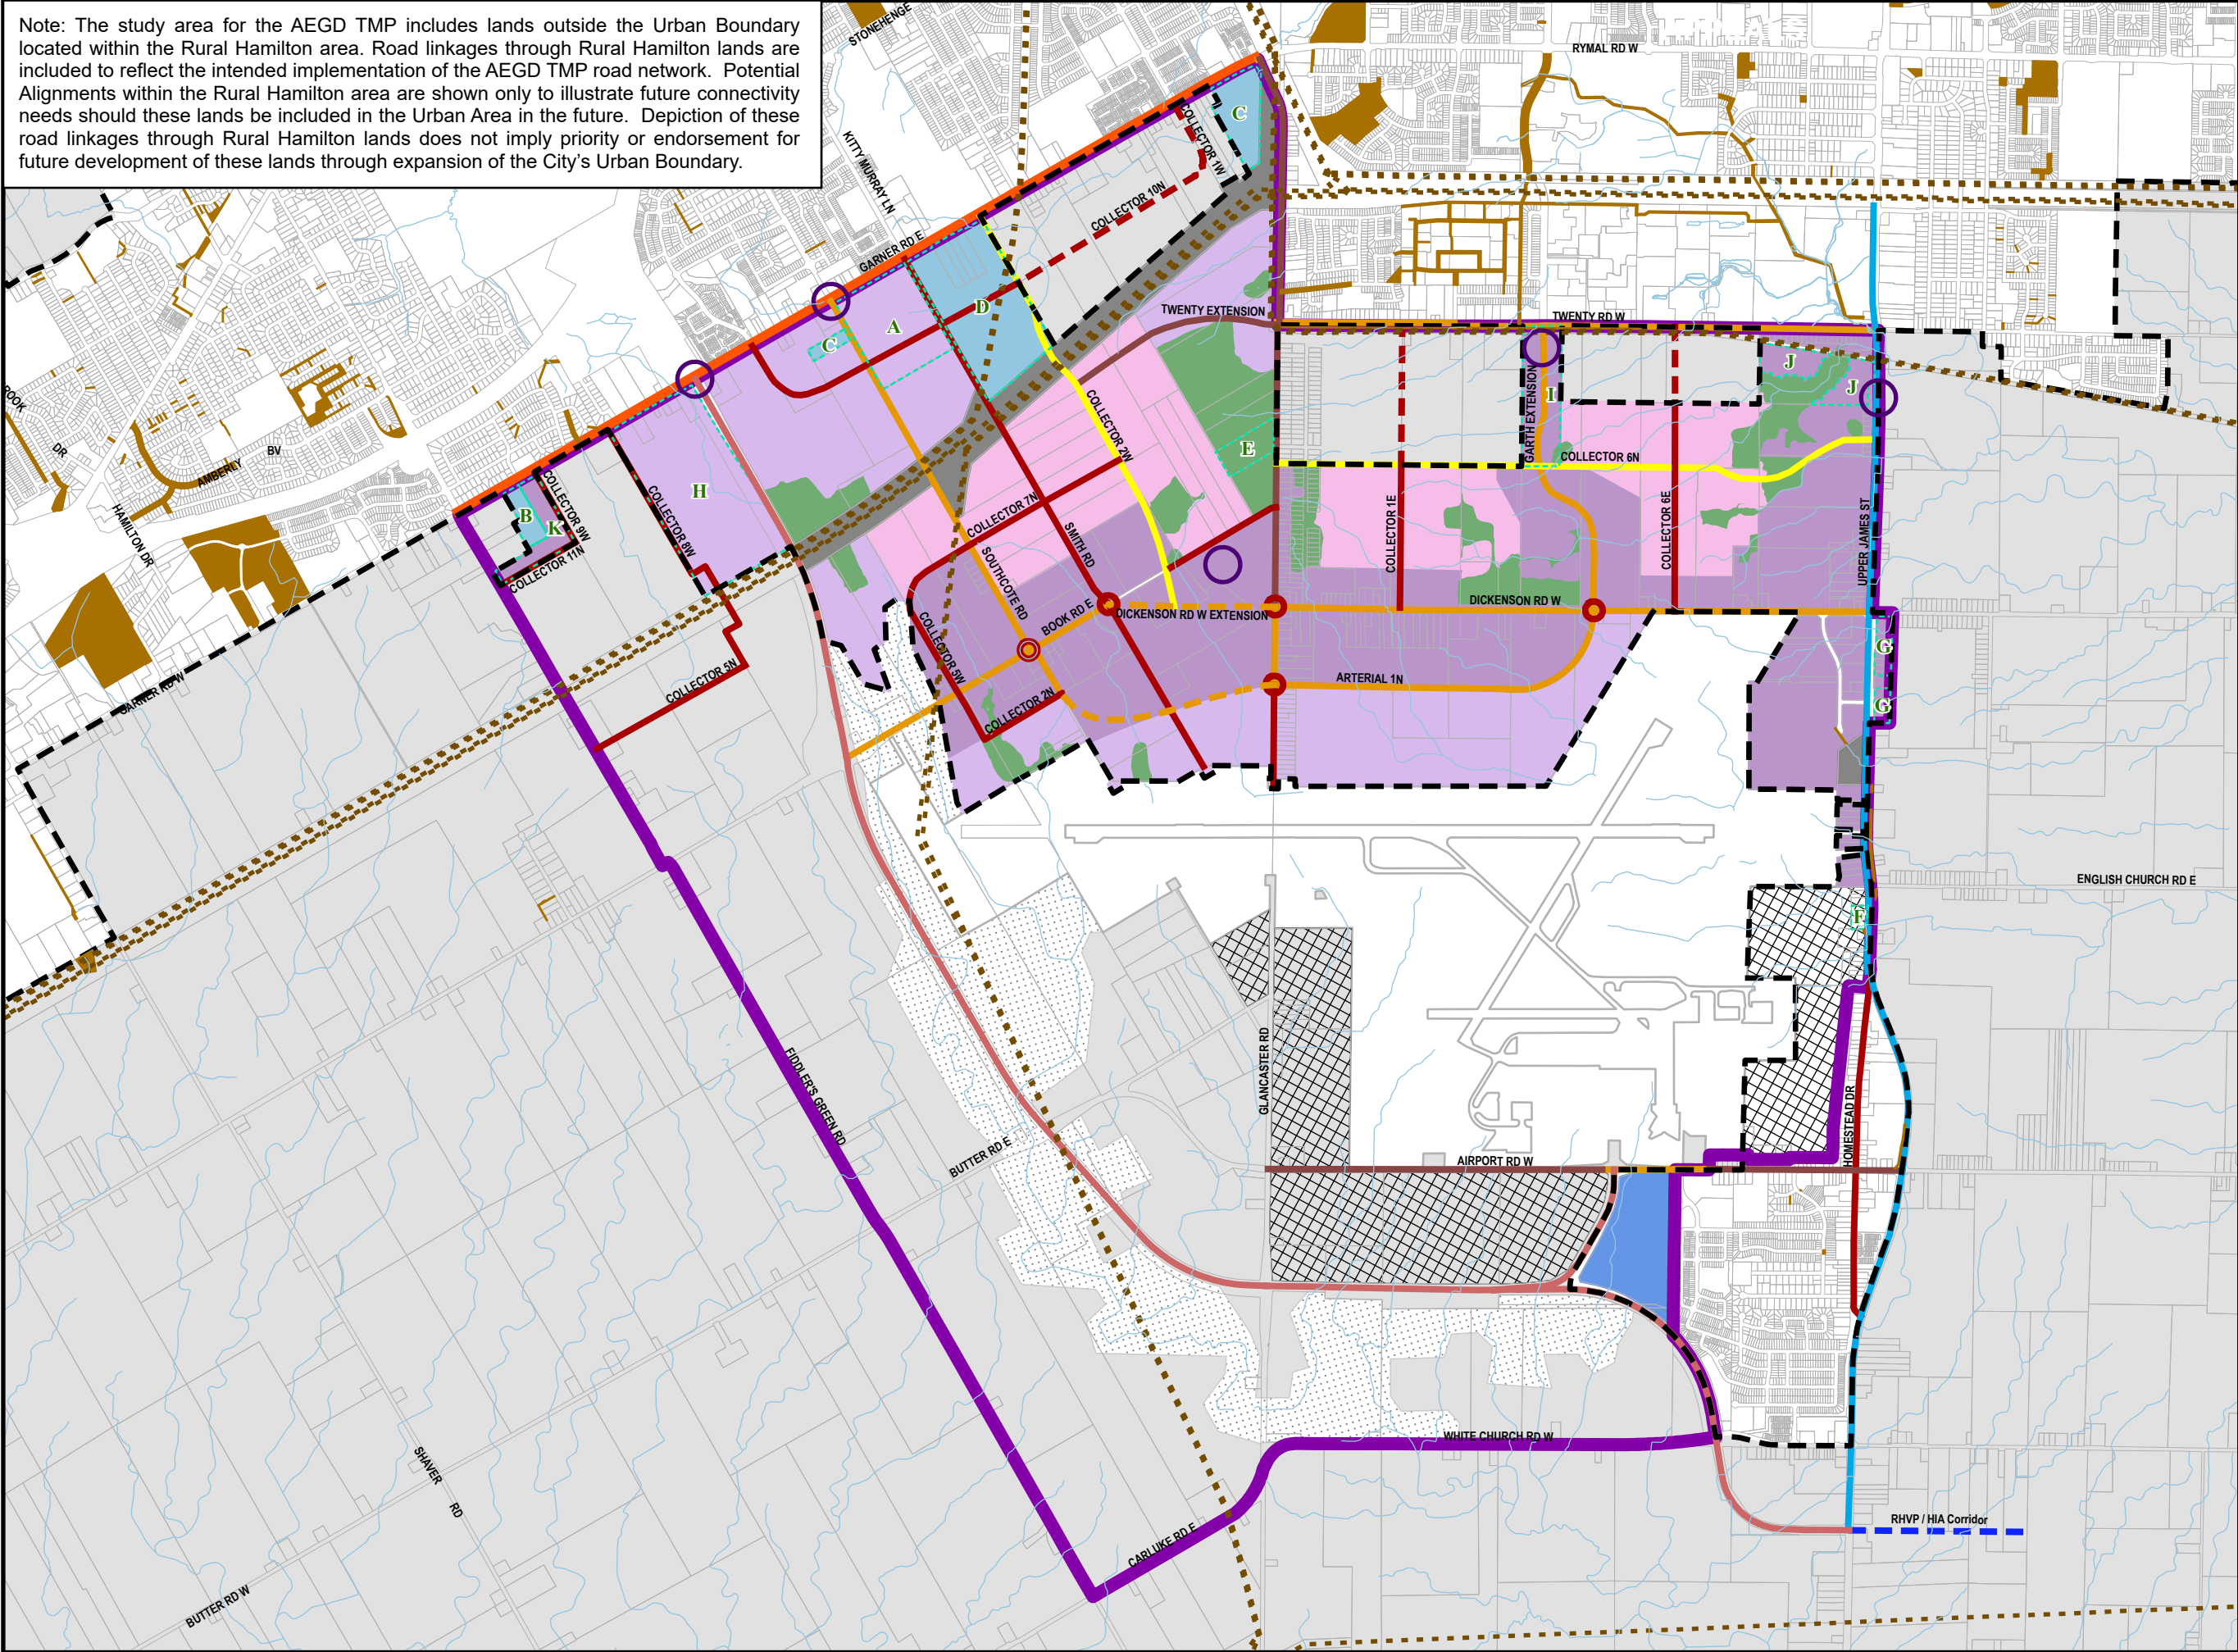 Note: The study area for the AEGD TMP includes lands outside the Urban Boundary
located within the Rural Hamilton area. Road linkages through Rural Hamilton lands are
included to reflect the intended implementation of the AEGD TMP road network. Potential
Alignments within the Rural Hamilton area are shown only to illustrate future connectivity
needs should these lands be included in the Urban Area in the future. Depiction of these
road linkages through Rural Hamilton lands does not imply priority or endorsement for
future development of these lands through expansion of the City's Urban Boundary.
STONEHENGE
RYMAL RD W
KITTY MURRAY LN
COLLECTOR 1W
C
COLLECTOR 10N
GARNER RD E
D
A
C
TWENTY EXTENSION
TWENTY RD W
J
J
I
GARTH EXTENSION
COLLECTOR 2W
E
COLLECTOR 6N
BROOK
DR
AMBERLY
BV
HAMILTON DR
H
B
K
COLLECTOR 9W
COLLECTOR 8W
COLLECTOR 11N
COLLECTOR 7N
SMITH RD
SOUTHCOTE RD
COLLECTOR 1E
COLLECTOR 6E
UPPER JAMES ST
BOOK RD E
DICKENSON RD W EXTENSION
DICKENSON RD W
COLLECTOR 5W
COLLECTOR 5N
COLLECTOR 2N
ARTERIAL 1N
G
G
GARNER RD W
ENGLISH CHURCH RD E
F
FIDDLER'S GREEN RD
GLANCASTER RD
BUTTER RD E
AIRPORT RD W
HOMESTEAD DR
WHITE CHURCH RD W
SHAVER
RD
CARLUKE RD E
RHVP / HIA Corridor
BUTTER RD W